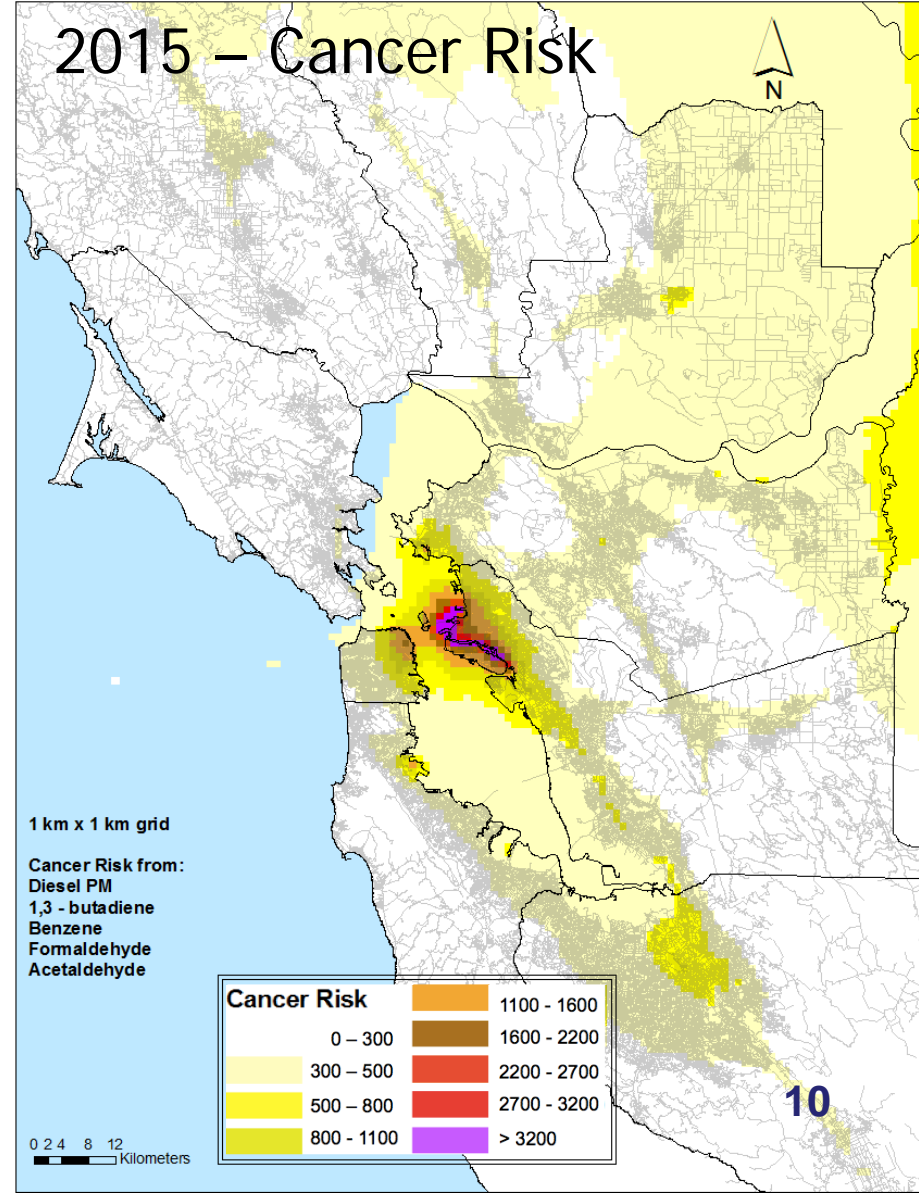 2015 – Cancer Risk
N
1 km x 1 km grid
Cancer Risk from:
Diesel PM
1,3 - butadiene
Benzene
Formaldehyde
Acetaldehyde
Cancer Risk
0 – 300
300 – 500
500 – 800
800 - 1100
1100 - 1600
1600 - 2200
2200 - 2700
2700 - 3200
> 3200
10
0 2 4 8 12
Kilometers